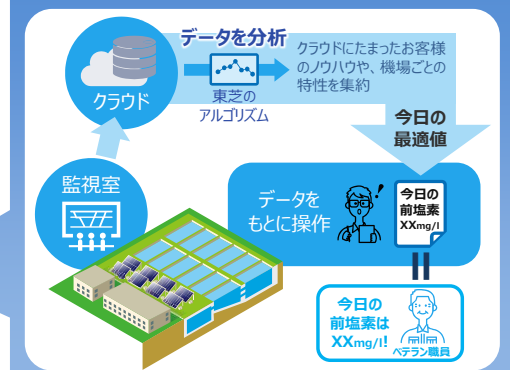 データを分析
クラウド
東芝の
アルゴリズム
クラウドにたまったお客様
のノウハウや、機場ごとの
特性を集約
今日の
最適値
監視室
データを
もとに操作
今日の
前塩素
XXmg/l
今日の
前塩素は
XXmg/l!
ベテラン職員